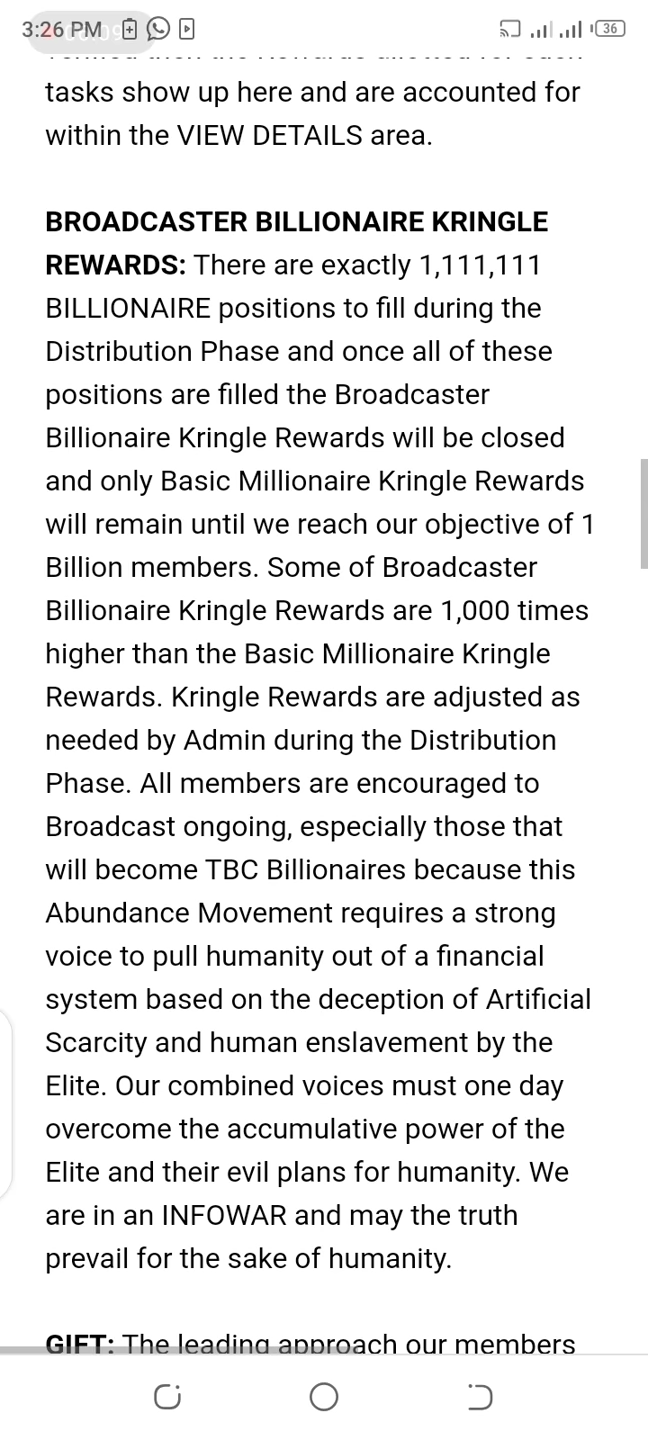 3:26 PM
36
tasks show up here and are accounted for
within the VIEW DETAILS area.
BROADCASTER BILLIONAIRE KRINGLE
REWARDS: There are exactly 1,111,111
BILLIONAIRE positions to fill during the
Distribution Phase and once all of these
positions are filled the Broadcaster
Billionaire Kringle Rewards will be closed
and only Basic Millionaire Kringle Rewards
will remain until we reach our objective of 1
Billion members. Some of Broadcaster
Billionaire Kringle Rewards are 1,000 times
higher than the Basic Millionaire Kringle
Rewards. Kringle Rewards are adjusted as
needed by Admin during the Distribution
Phase. All members are encouraged to
Broadcast ongoing, especially those that
will become TBC Billionaires because this
Abundance Movement requires a strong
voice to pull humanity out of a financial
system based on the deception of Artificial
Scarcity and human enslavement by the
Elite. Our combined voices must one day
overcome the accumulative power of the
Elite and their evil plans for humanity. We
are in an INFOWAR and may the truth
prevail for the sake of humanity.
GIFT: The leading approach our members